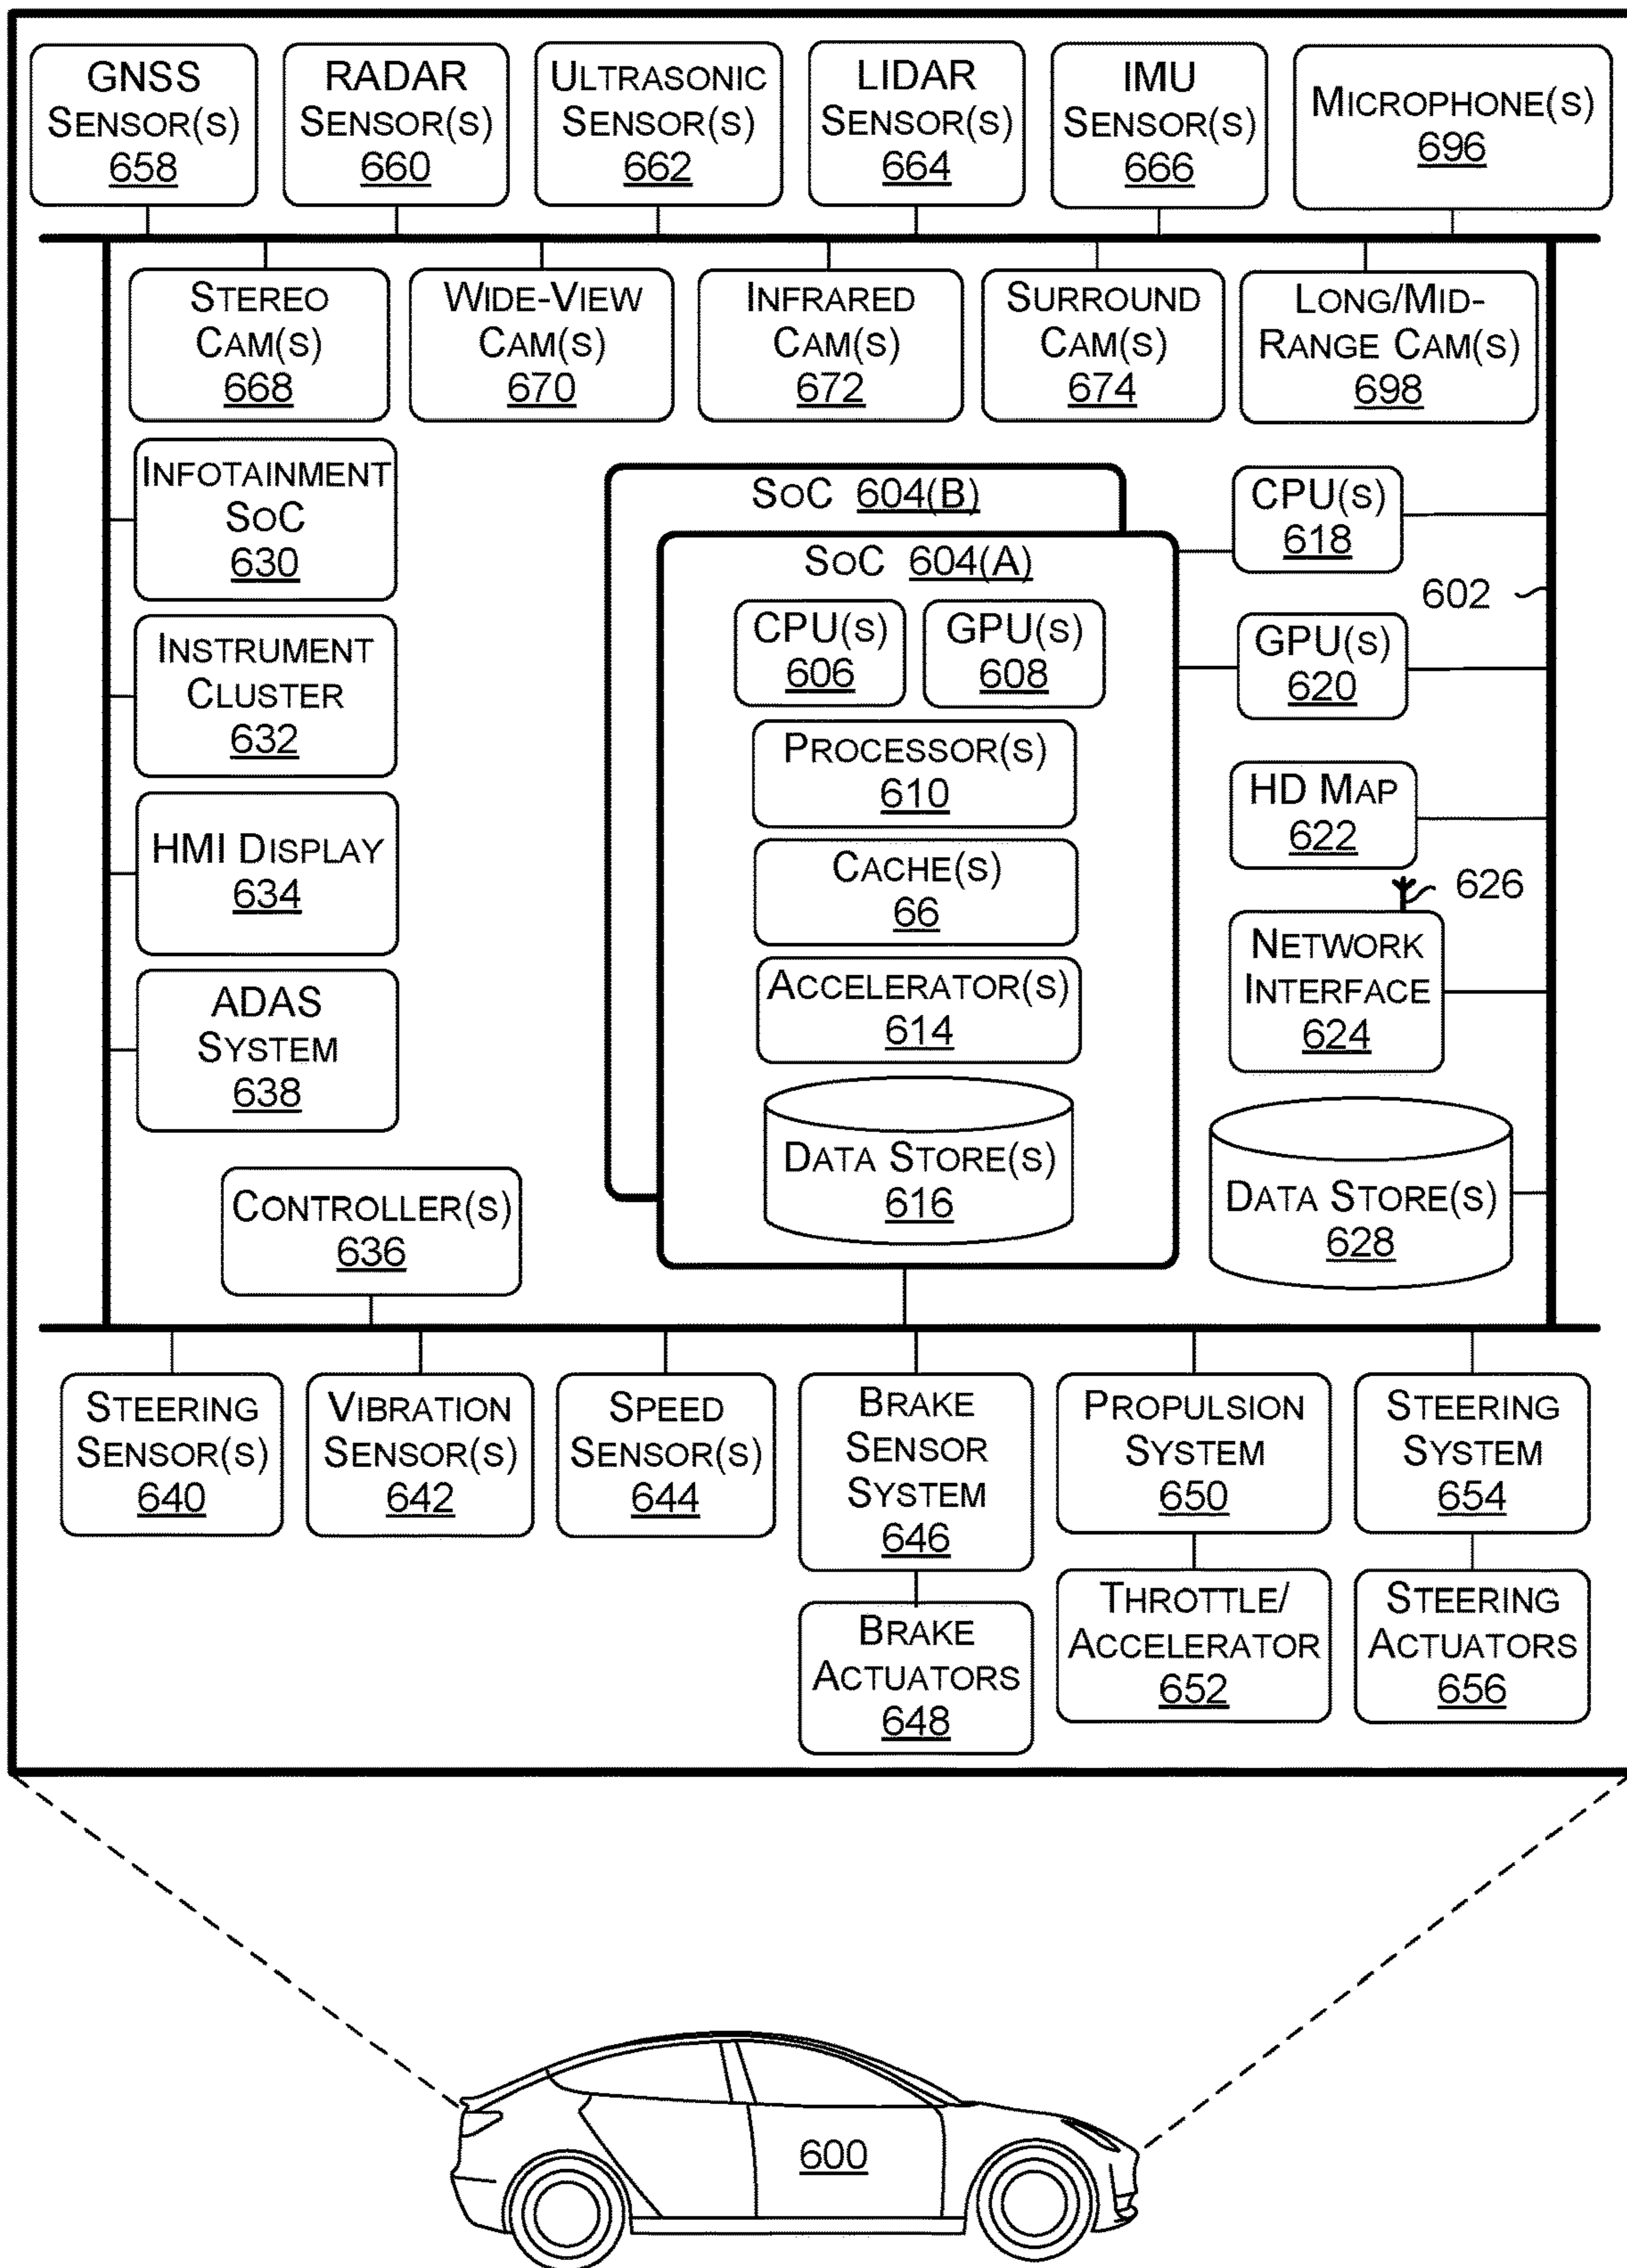 GNSS
SENSOR(S)
658
RADAR
SENSOR(S)
660
ULTRASONIC
SENSOR(S)
662
LIDAR
SENSOR(S)
664
IMU
SENSOR(S)
666
MICROPHONE(S)
696
STEREO
CAM(S)
668
WIDE-VIEW
CAM(S)
670
INFRARED
CAM(S)
672
SURROUND
CAM(S)
674
LONG/MID-
RANGE CAM(S)
698
INFOTAINMENT
SOC
630
INSTRUMENT
CLUSTER
632
HMI DISPLAY
634
ADAS
SYSTEM
638
CONTROLLER(S)
636
SOC 604(B)
SOC 604(A)
CPU(S)
606
GPU(S)
608
PROCESSOR(S)
610
CACHE(S)
66
ACCELERATOR(S)
614
DATA STORE(S)
616
CPU(S)
618
602
GPU(S)
620
HD MAP
622
626
NETWORK
INTERFACE
624
DATA STORE(S)
628
STEERING
SENSOR(S)
640
VIBRATION
SENSOR(S)
642
SPEED
SENSOR(S)
644
BRAKE
SENSOR
SYSTEM
646
BRAKE
ACTUATORS
648
PROPULSION
SYSTEM
650
THROTTLE/
ACCELERATOR
652
STEERING
SYSTEM
654
STEERING
ACTUATORS
656
600